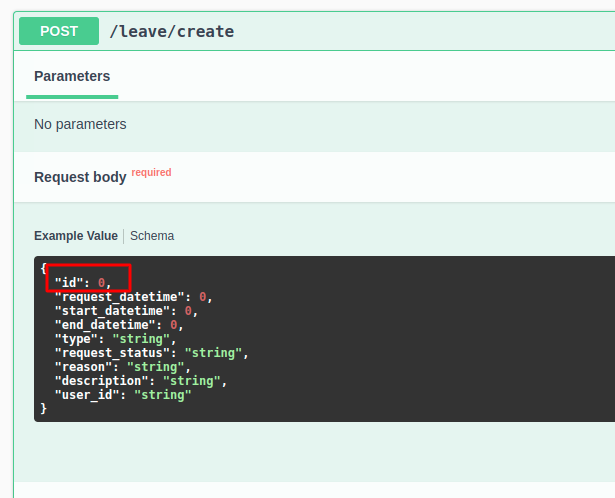 POST /leave/create
Parameters
No parameters
Request body required
Example Value Schema
{
"id": 0,
"request_datetime": 0,
"start_datetime": 0,
"end_datetime": 0,
"type": "string",
"request_status": "string",
"reason": "string",
"description": "string",
"user_id": "string"
}